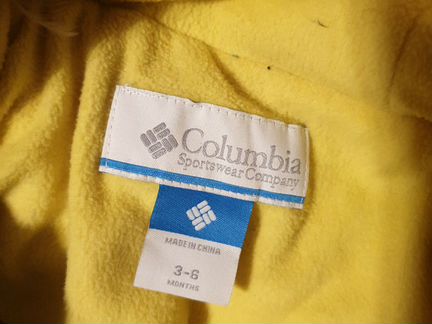 Columbia
Sportswear Company
MADE IN CHINA
3-6
MONTHS